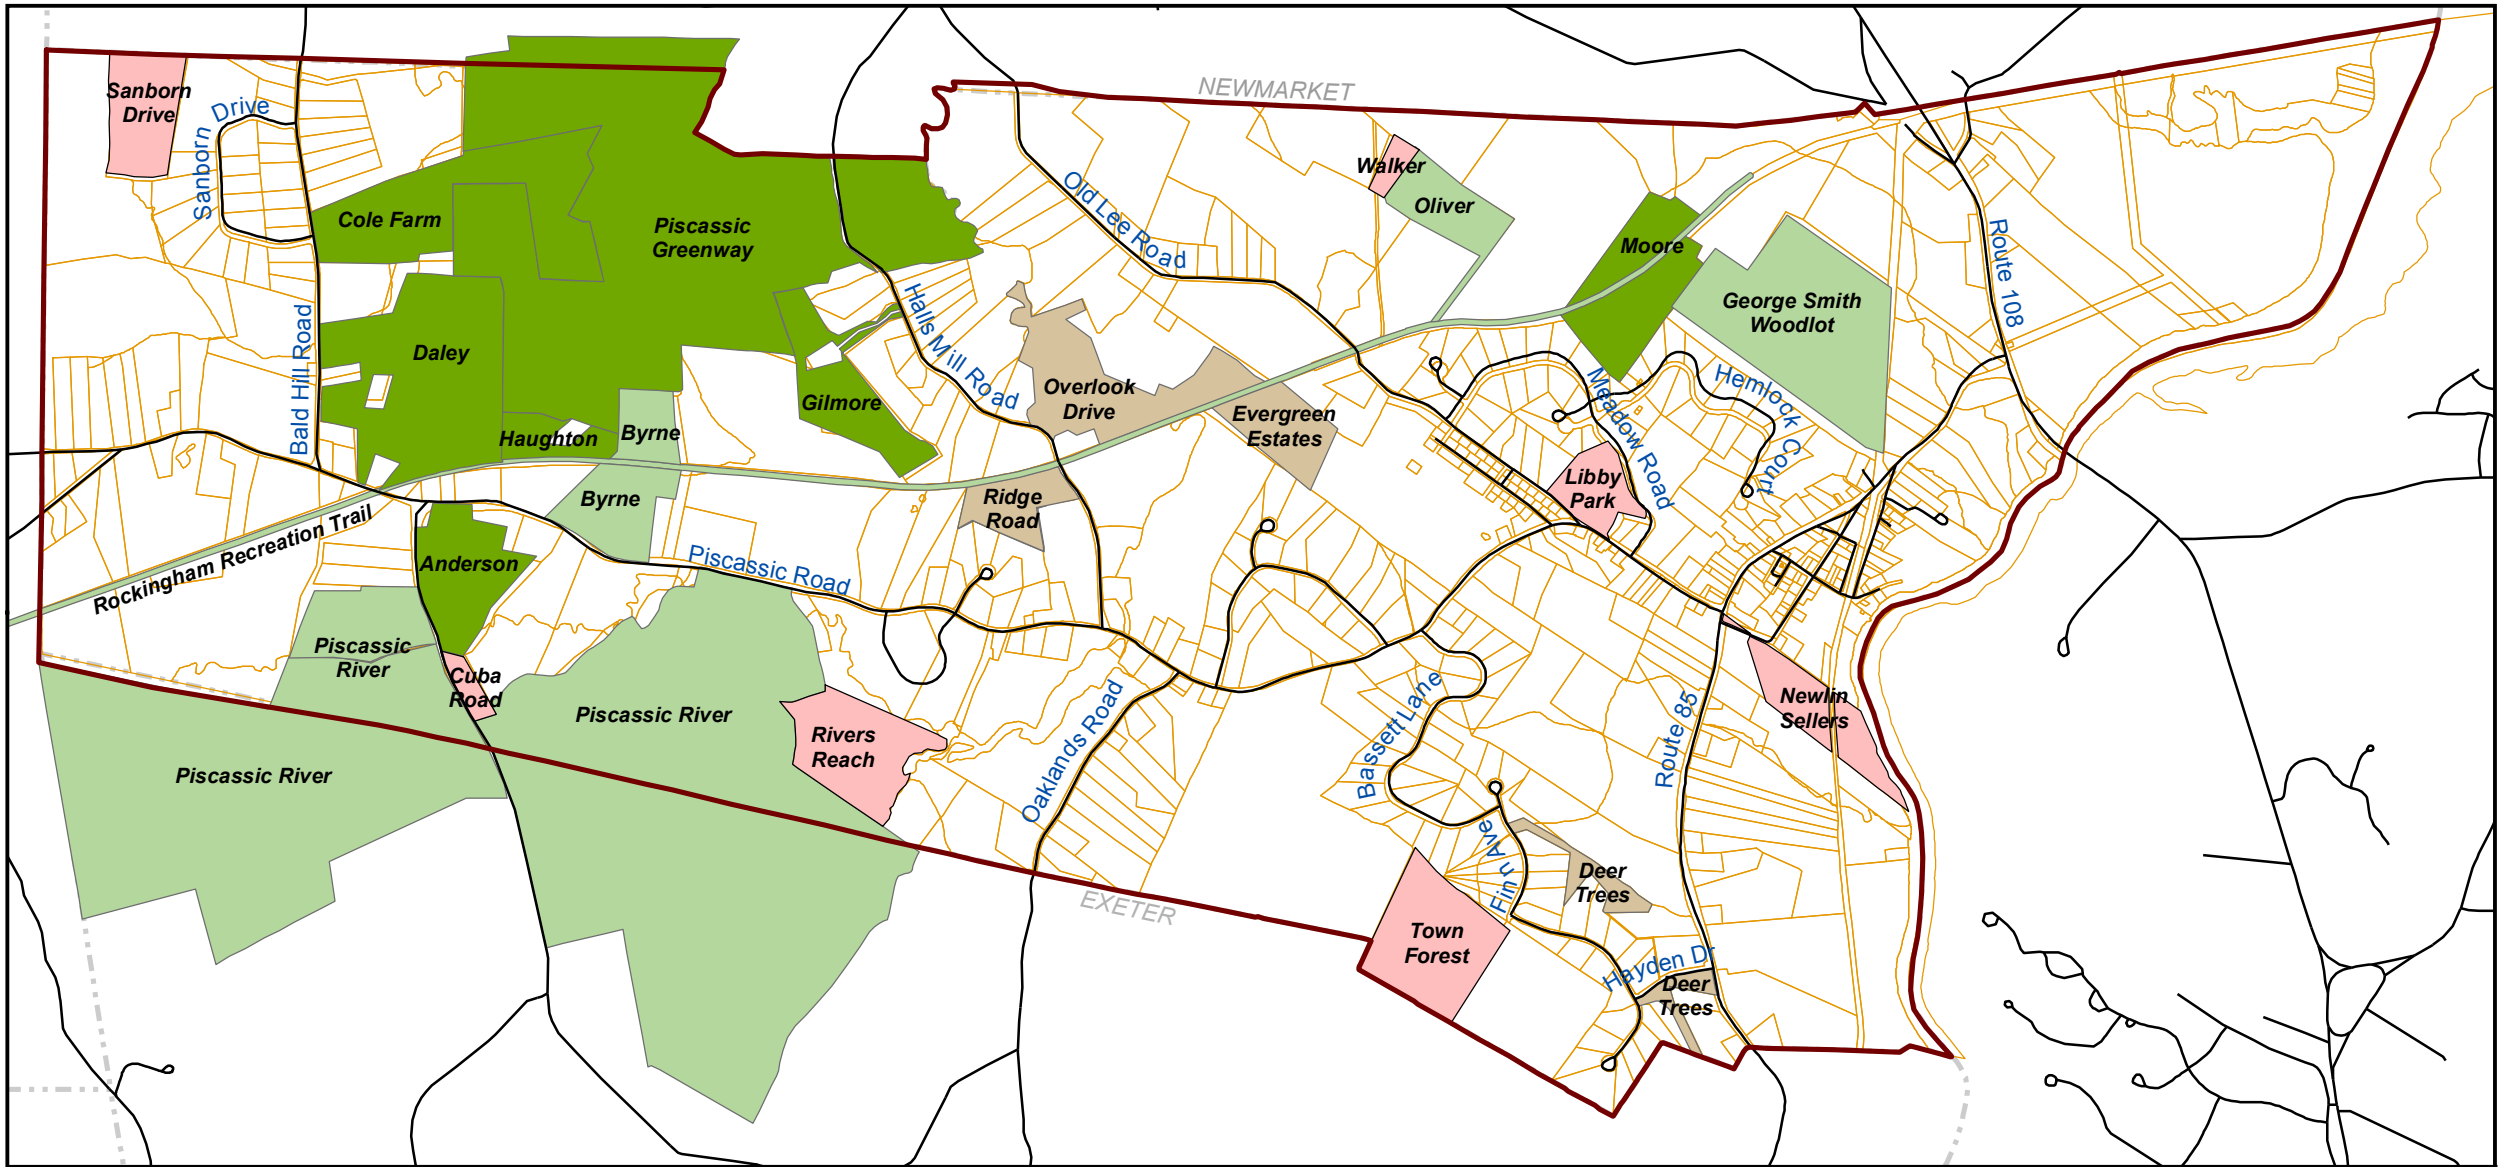 NEWMARKET
Sanborn
Drive
Sanborn Drive
Cole Farm
Piscassic
Greenway
Walker
Oliver
Old Lee Road
Moore
George Smith
Woodlot
Route 108
Bald Hill Road
Daley
Halls Mill Road
Gilmore
Overlook
Drive
Evergreen
Estates
Meadow Road
Hemlock Court
Haughton
Byrne
Byrne
Ridge
Road
Libby
Park
Rockingham Recreation Trail
Anderson
Piscassic Road
Piscassic
River
Cuba
Road
Piscassic River
Piscassic River
Rivers
Reach
Oaklands Road
Bassett Lane
Route 85
Newlin
Sellers
Finn Ave
Deer
Trees
EXETER
Town
Forest
Hayden Dr
Deer
Trees